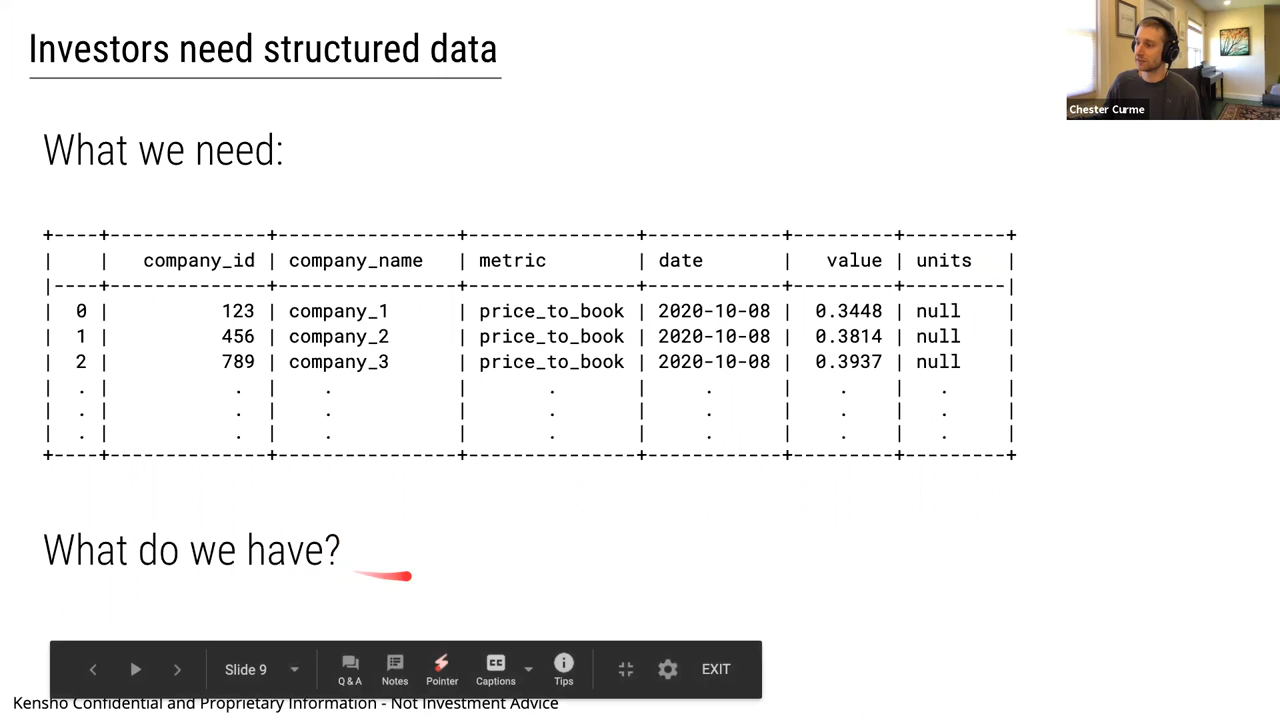 Investors need structured data
Chester Curme
What we need:
+----+--------------+----------------+---------------+------------+---------+---------+
|    |   company_id | company_name   | metric        | date       |   value | units   |
|----+--------------+----------------+---------------+------------+---------+---------|
|  0 |          123 | company_1      | price_to_book | 2020-10-08 |  0.3448 | null    |
|  1 |          456 | company_2      | price_to_book | 2020-10-08 |  0.3814 | null    |
|  2 |          789 | company_3      | price_to_book | 2020-10-08 |  0.3937 | null    |
|  . |            . |    .           |       .       |     .      |    .    |   .     |
|  . |            . |    .           |       .       |     .      |    .    |   .     |
|  . |            . |    .           |       .       |     .      |    .    |   .     |
+----+--------------+----------------+---------------+------------+---------+---------+
What do we have?
Slide 9
Q & A Notes Pointer CC Captions Tips EXIT
Kensho Confidential and Proprietary Information - Not Investment Advice